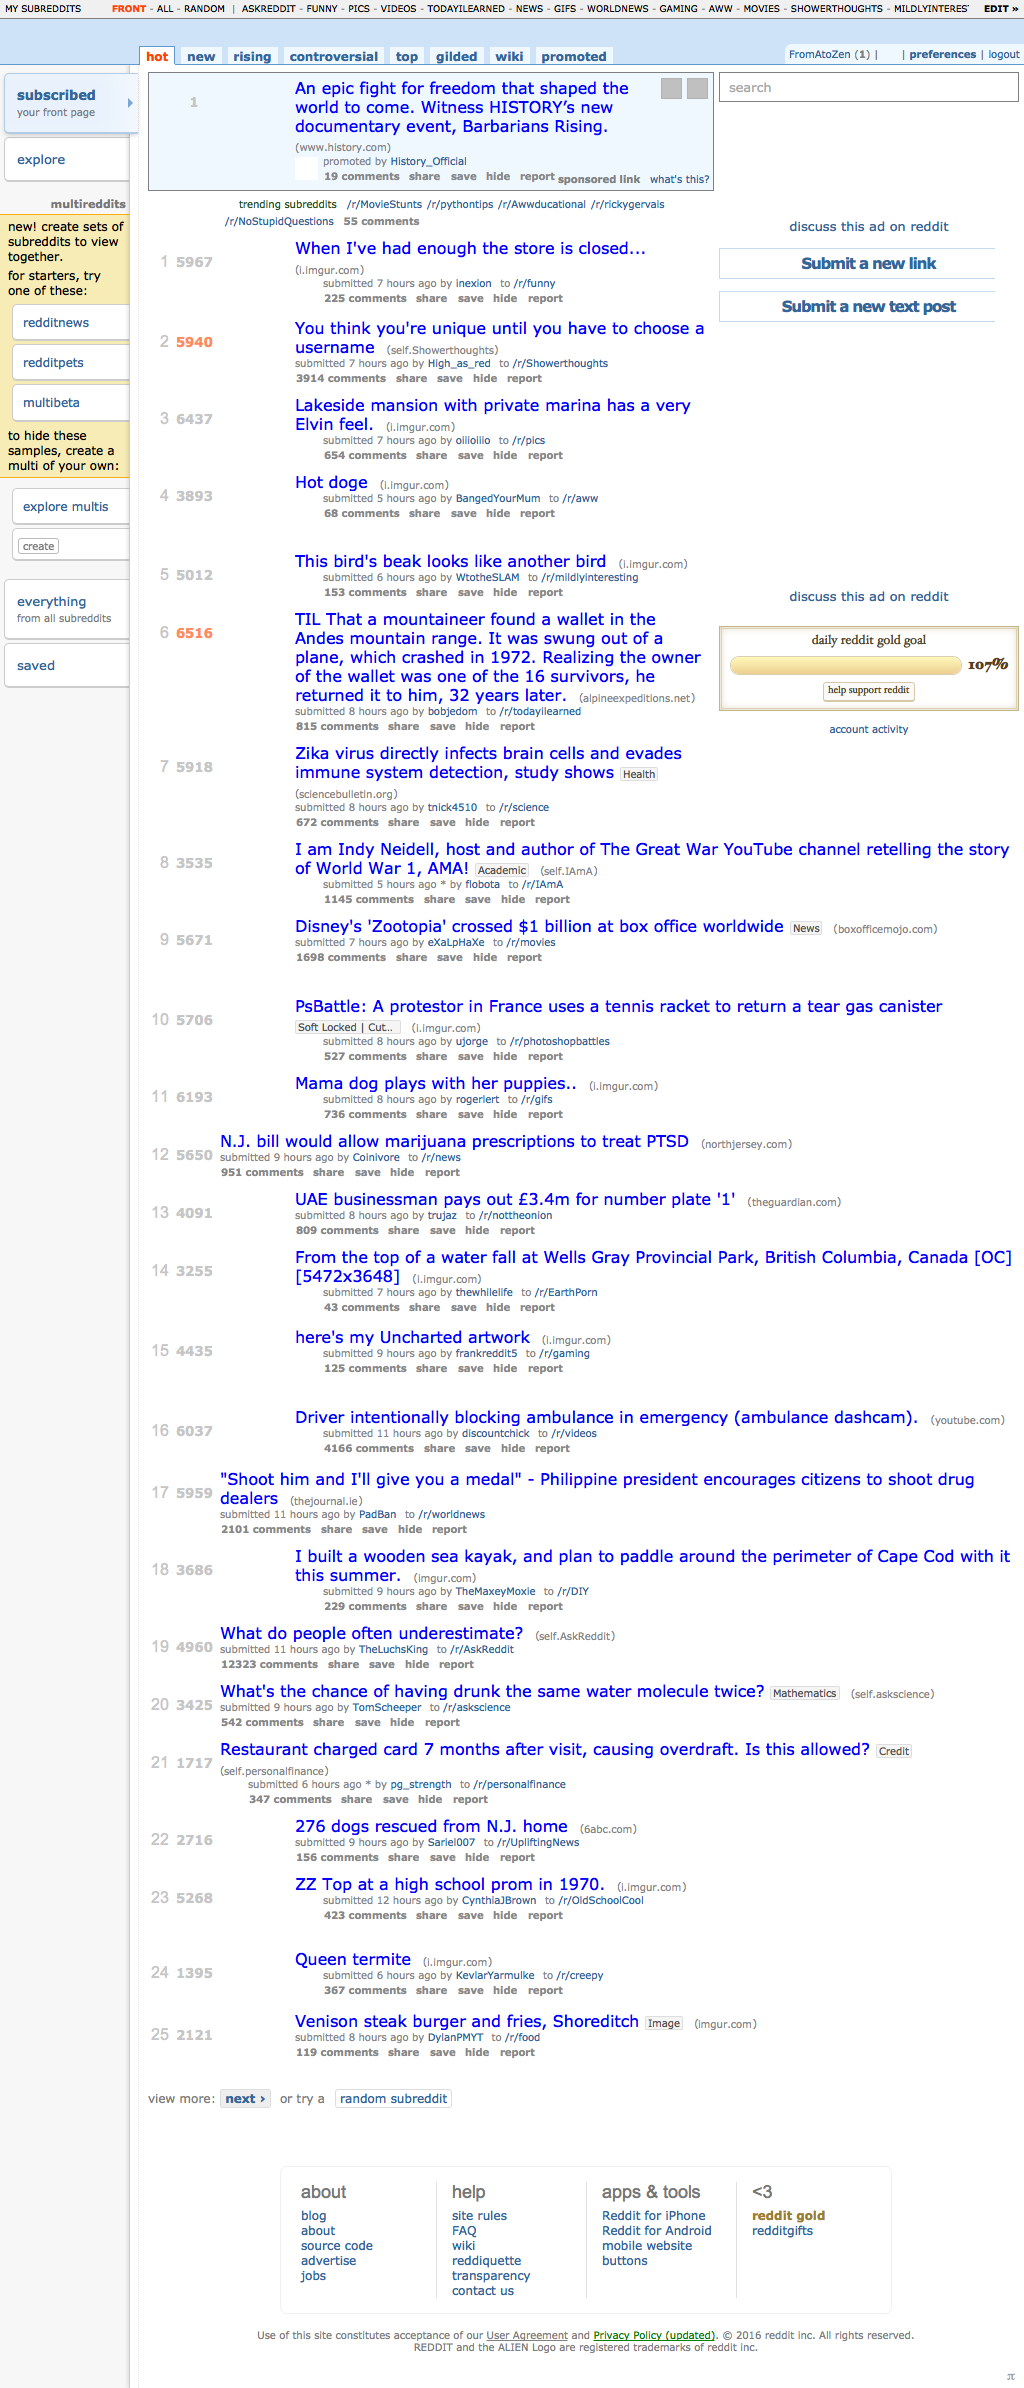 MY SUBREDDITS FRONT - ALL - RANDOM | ASKREDDIT - FUNNY - PICS - VIDEOS - TODAYILEARNED - NEWS - GIFS - WORLDNEWS - GAMING - AWW - MOVIES - SHOWERTHOUGHTS - MILDLYINTERES EDIT »
hot new rising controversial top gilded wiki promoted
FromAtoZen (1) | | preferences | logout
subscribed
your front page
explore
multireddits
new! create sets of
subreddits to view
together.
for starters, try
one of these:
redditnews
redditpets
multibeta
to hide these
samples, create a
multi of your own:
explore multis
create
everything
from all subreddits
saved
1
An epic fight for freedom that shaped the
world to come. Witness HISTORY’s new
documentary event, Barbarians Rising.
(www.history.com)
promoted by History_Official
19 comments share save hide report sponsored link what's this?
trending subreddits /r/MovieStunts /r/pythontips /r/Awwducational /r/rickygervais
/r/NoStupidQuestions 55 comments
1 5967
When I've had enough the store is closed...
(i.imgur.com)
submitted 7 hours ago by inexion to /r/funny
225 comments share save hide report
2 5940
You think you're unique until you have to choose a
username (self.Showerthoughts)
submitted 7 hours ago by High_as_red to /r/Showerthoughts
3914 comments share save hide report
3 6437
Lakeside mansion with private marina has a very
Elvin feel. (i.imgur.com)
submitted 7 hours ago by oiiioiiio to /r/pics
654 comments share save hide report
4 3893
Hot doge (i.imgur.com)
submitted 5 hours ago by BangedYourMum to /r/aww
68 comments share save hide report
5 5012
This bird's beak looks like another bird (i.imgur.com)
submitted 6 hours ago by WtotheSLAM to /r/mildlyinteresting
153 comments share save hide report
6 6516
TIL That a mountaineer found a wallet in the
Andes mountain range. It was swung out of a
plane, which crashed in 1972. Realizing the owner
of the wallet was one of the 16 survivors, he
returned it to him, 32 years later. (alpineexpeditions.net)
submitted 8 hours ago by bobjedom to /r/todayilearned
815 comments share save hide report
7 5918
Zika virus directly infects brain cells and evades
immune system detection, study shows Health
(sciencebulletin.org)
submitted 8 hours ago by tnick4510 to /r/science
672 comments share save hide report
8 3535
I am Indy Neidell, host and author of The Great War YouTube channel retelling the story
of World War 1, AMA! Academic (self.IAmA)
submitted 5 hours ago * by flobota to /r/IAmA
1145 comments share save hide report
9 5671
Disney's 'Zootopia' crossed $1 billion at box office worldwide News (boxofficemojo.com)
submitted 7 hours ago by eXaLpHaXe to /r/movies
1698 comments share save hide report
10 5706
PsBattle: A protestor in France uses a tennis racket to return a tear gas canister
Soft Locked | Cut... (i.imgur.com)
submitted 8 hours ago by ujorge to /r/photoshopbattles
527 comments share save hide report
11 6193
Mama dog plays with her puppies.. (i.imgur.com)
submitted 8 hours ago by rogerlert to /r/gifs
736 comments share save hide report
12 5650
N.J. bill would allow marijuana prescriptions to treat PTSD (northjersey.com)
submitted 9 hours ago by Coinivore to /r/news
951 comments share save hide report
13 4091
UAE businessman pays out £3.4m for number plate '1' (theguardian.com)
submitted 8 hours ago by trujaz to /r/nottheonion
809 comments share save hide report
14 3255
From the top of a water fall at Wells Gray Provincial Park, British Columbia, Canada [OC]
[5472x3648] (i.imgur.com)
submitted 7 hours ago by thewhilelife to /r/EarthPorn
43 comments share save hide report
15 4435
here's my Uncharted artwork (i.imgur.com)
submitted 9 hours ago by frankreddit5 to /r/gaming
125 comments share save hide report
16 6037
Driver intentionally blocking ambulance in emergency (ambulance dashcam). (youtube.com)
submitted 11 hours ago by discountchick to /r/videos
4166 comments share save hide report
17 5959
"Shoot him and I'll give you a medal" - Philippine president encourages citizens to shoot drug
dealers (thejournal.ie)
submitted 11 hours ago by PadBan to /r/worldnews
2101 comments share save hide report
18 3686
I built a wooden sea kayak, and plan to paddle around the perimeter of Cape Cod with it
this summer. (imgur.com)
submitted 9 hours ago by TheMaxeyMoxie to /r/DIY
229 comments share save hide report
19 4960
What do people often underestimate? (self.AskReddit)
submitted 11 hours ago by TheLuchsKing to /r/AskReddit
12323 comments share save hide report
20 3425
What's the chance of having drunk the same water molecule twice? Mathematics (self.askscience)
submitted 9 hours ago by TomScheeper to /r/askscience
542 comments share save hide report
21 1717
Restaurant charged card 7 months after visit, causing overdraft. Is this allowed? Credit
(self.personalfinance)
submitted 6 hours ago * by pg_strength to /r/personalfinance
347 comments share save hide report
22 2716
276 dogs rescued from N.J. home (6abc.com)
submitted 9 hours ago by Sariel007 to /r/UpliftingNews
156 comments share save hide report
23 5268
ZZ Top at a high school prom in 1970. (i.imgur.com)
submitted 12 hours ago by CynthiaJBrown to /r/OldSchoolCool
423 comments share save hide report
24 1395
Queen termite (i.imgur.com)
submitted 6 hours ago by KevlarYarmulke to /r/creepy
367 comments share save hide report
25 2121
Venison steak burger and fries, Shoreditch Image (imgur.com)
submitted 8 hours ago by DylanPMYT to /r/food
119 comments share save hide report
view more: next › or try a random subreddit
search
discuss this ad on reddit
Submit a new link
Submit a new text post
discuss this ad on reddit
daily reddit gold goal
107%
help support reddit
account activity
about
blog
about
source code
advertise
jobs
help
site rules
FAQ
wiki
reddiquette
transparency
contact us
apps & tools
Reddit for iPhone
Reddit for Android
mobile website
buttons
<3
reddit gold
redditgifts
Use of this site constitutes acceptance of our User Agreement and Privacy Policy (updated). © 2016 reddit inc. All rights reserved.
REDDIT and the ALIEN Logo are registered trademarks of reddit inc.
π